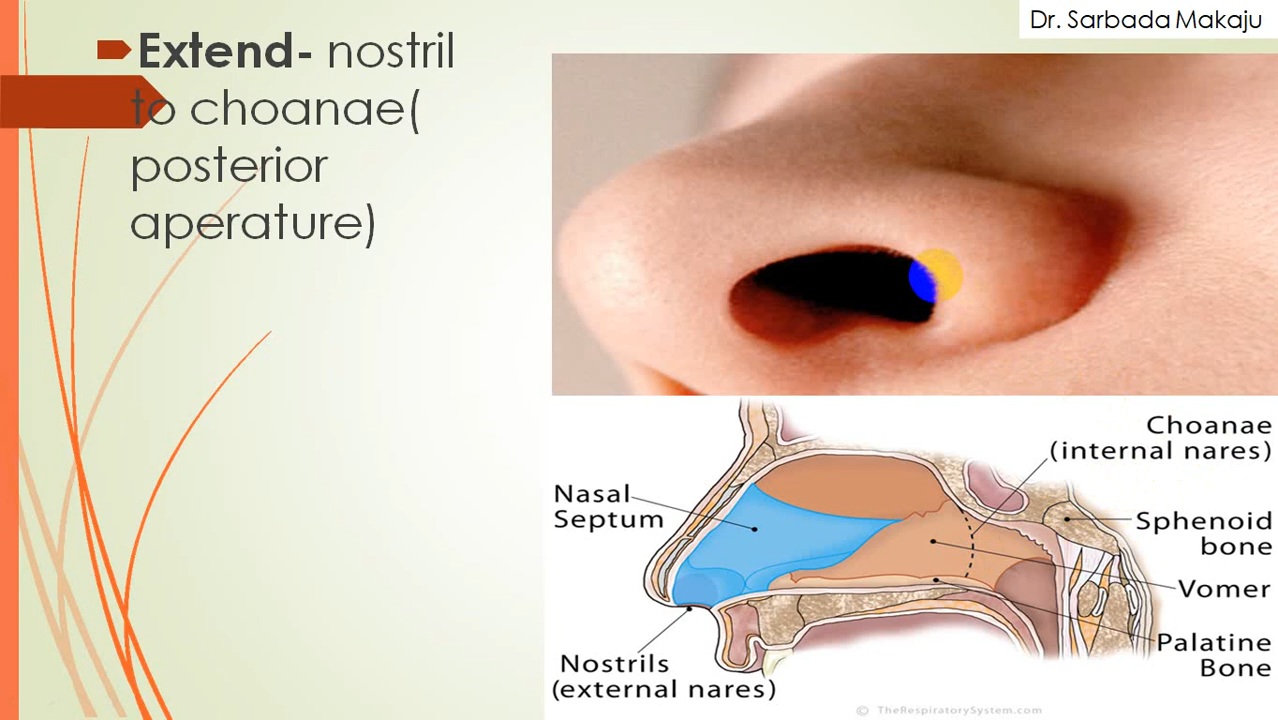 Dr. Sarbada Makaju
Extend- nostril
to choanae(
posterior
aperature)
Choanae
(internal nares)
Nasal
Septum
Sphenoid
bone
Vomer
Palatine
Bone
Nostrils
(external nares)
© TheRespiratorySystem.com